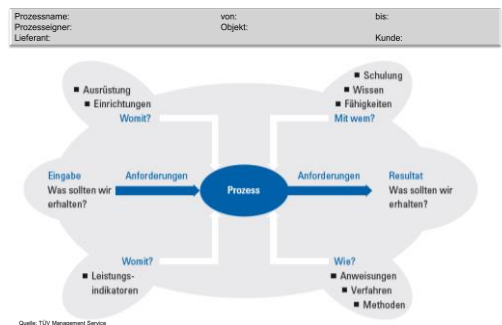 Prozessname: von: bis:
Prozesseigner: Objekt:
Lieferant: Kunde:
■ Ausrüstung
■ Einrichtungen
Womit?
■ Schulung
■ Wissen
■ Fähigkeiten
Mit wem?
Eingabe
Was sollten wir
erhalten?
Anforderungen
Prozess
Anforderungen
Resultat
Was sollten wir
erhalten?
Womit?
■ Leistungs-
indikatoren
Wie?
■ Anweisungen
■ Verfahren
■ Methoden
Quelle: TÜV Management Service